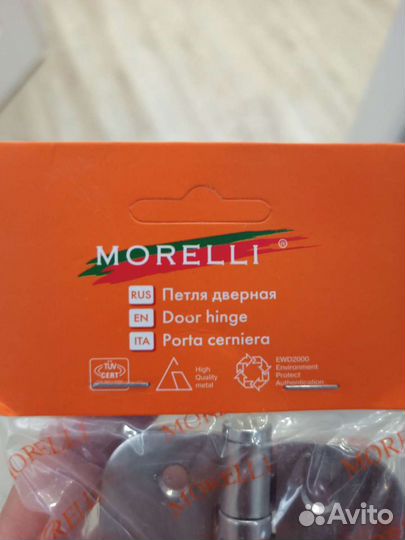 MORELLI ®
RUS Петля дверная
EN Door hinge
ITA Porta cerniera
TÜV
CERT
High
Quality
metal
EWD2000
Environment
Protect
Authentication
MORELLI
MORELLI
MORELLI
Avito